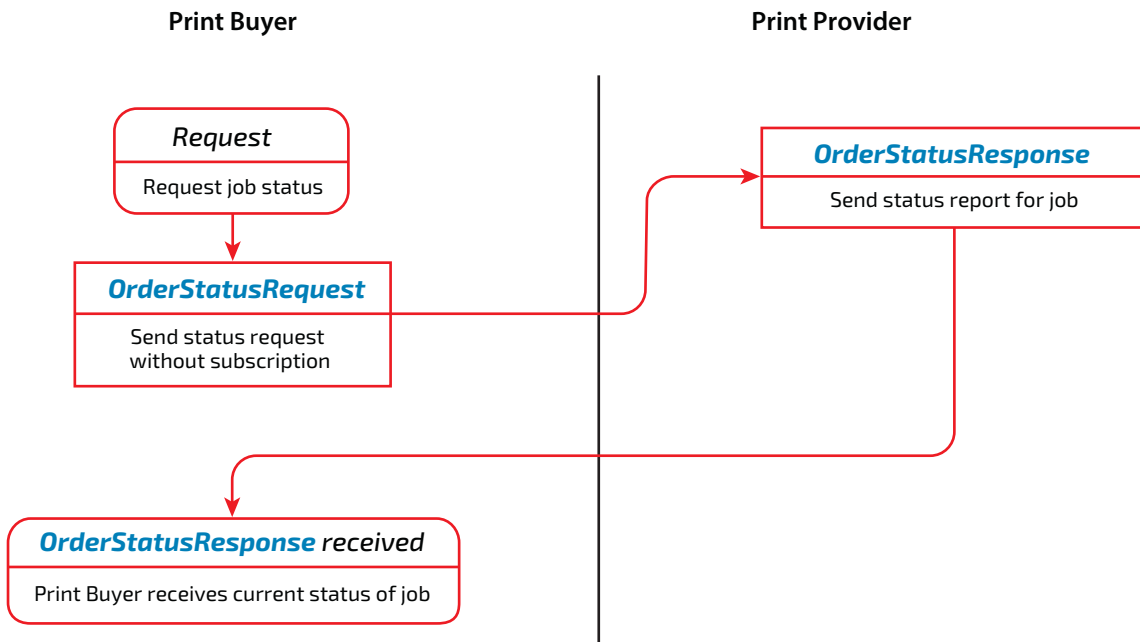 Print Buyer
Print Provider
Request
Request job status
OrderStatusRequest
Send status request
without subscription
OrderStatusResponse
Send status report for job
OrderStatusResponse received
Print Buyer receives current status of job